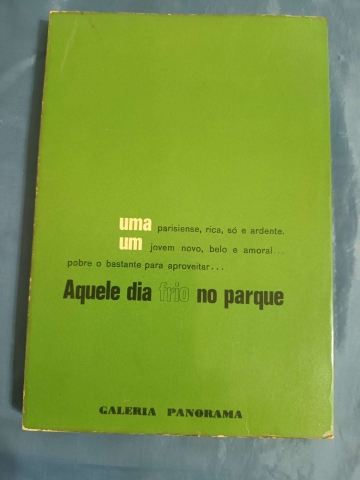 uma parisiense, rica, só e ardente.
um jovem novo, belo e amoral...
pobre o bastante para aproveitar...
Aquele dia frio no parque
GALERIA PANORAMA